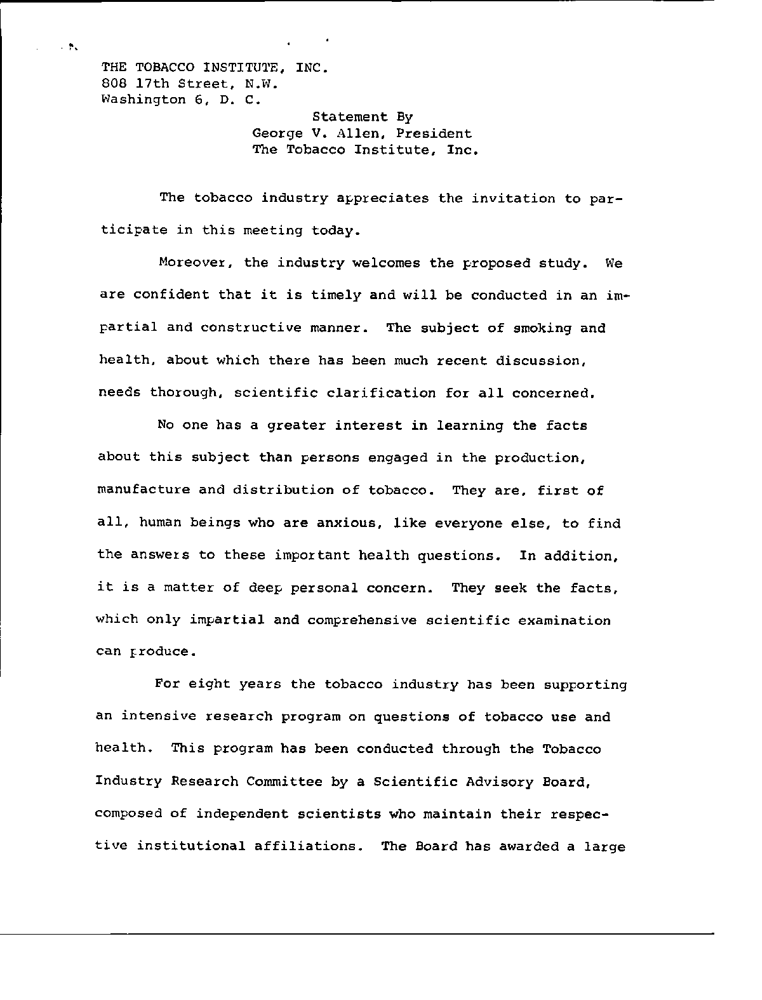 THE TOBACCO INSTITUTE, INC.
808 17th Street, N.W.
Washington 6, D. C.
Statement By
George V. Allen, President
The Tobacco Institute, Inc.
The tobacco industry appreciates the invitation to par-
ticipate in this meeting today.
Moreover, the industry welcomes the proposed study. We
are confident that it is timely and will be conducted in an im-
partial and constructive manner. The subject of smoking and
health, about which there has been much recent discussion,
needs thorough, scientific clarification for all concerned.
No one has a greater interest in learning the facts
about this subject than persons engaged in the production,
manufacture and distribution of tobacco. They are, first of
all, human beings who are anxious, like everyone else, to find
the answers to these important health questions. In addition,
it is a matter of deep personal concern. They seek the facts,
which only impartial and comprehensive scientific examination
can produce.
For eight years the tobacco industry has been supporting
an intensive research program on questions of tobacco use and
health. This program has been conducted through the Tobacco
Industry Research Committee by a Scientific Advisory Board,
composed of independent scientists who maintain their respec-
tive institutional affiliations. The Board has awarded a large